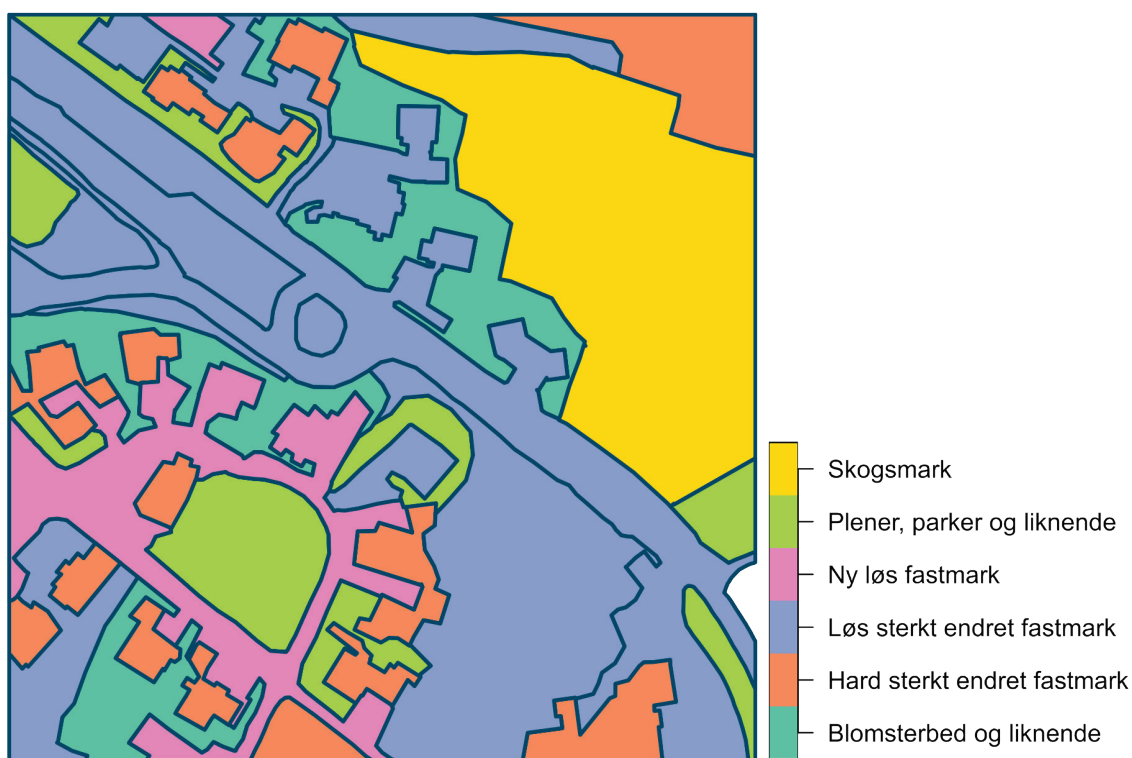 Skogsmark
Plener, parker og liknende
Ny løs fastmark
Løs sterkt endret fastmark
Hard sterkt endret fastmark
Blomsterbed og liknende